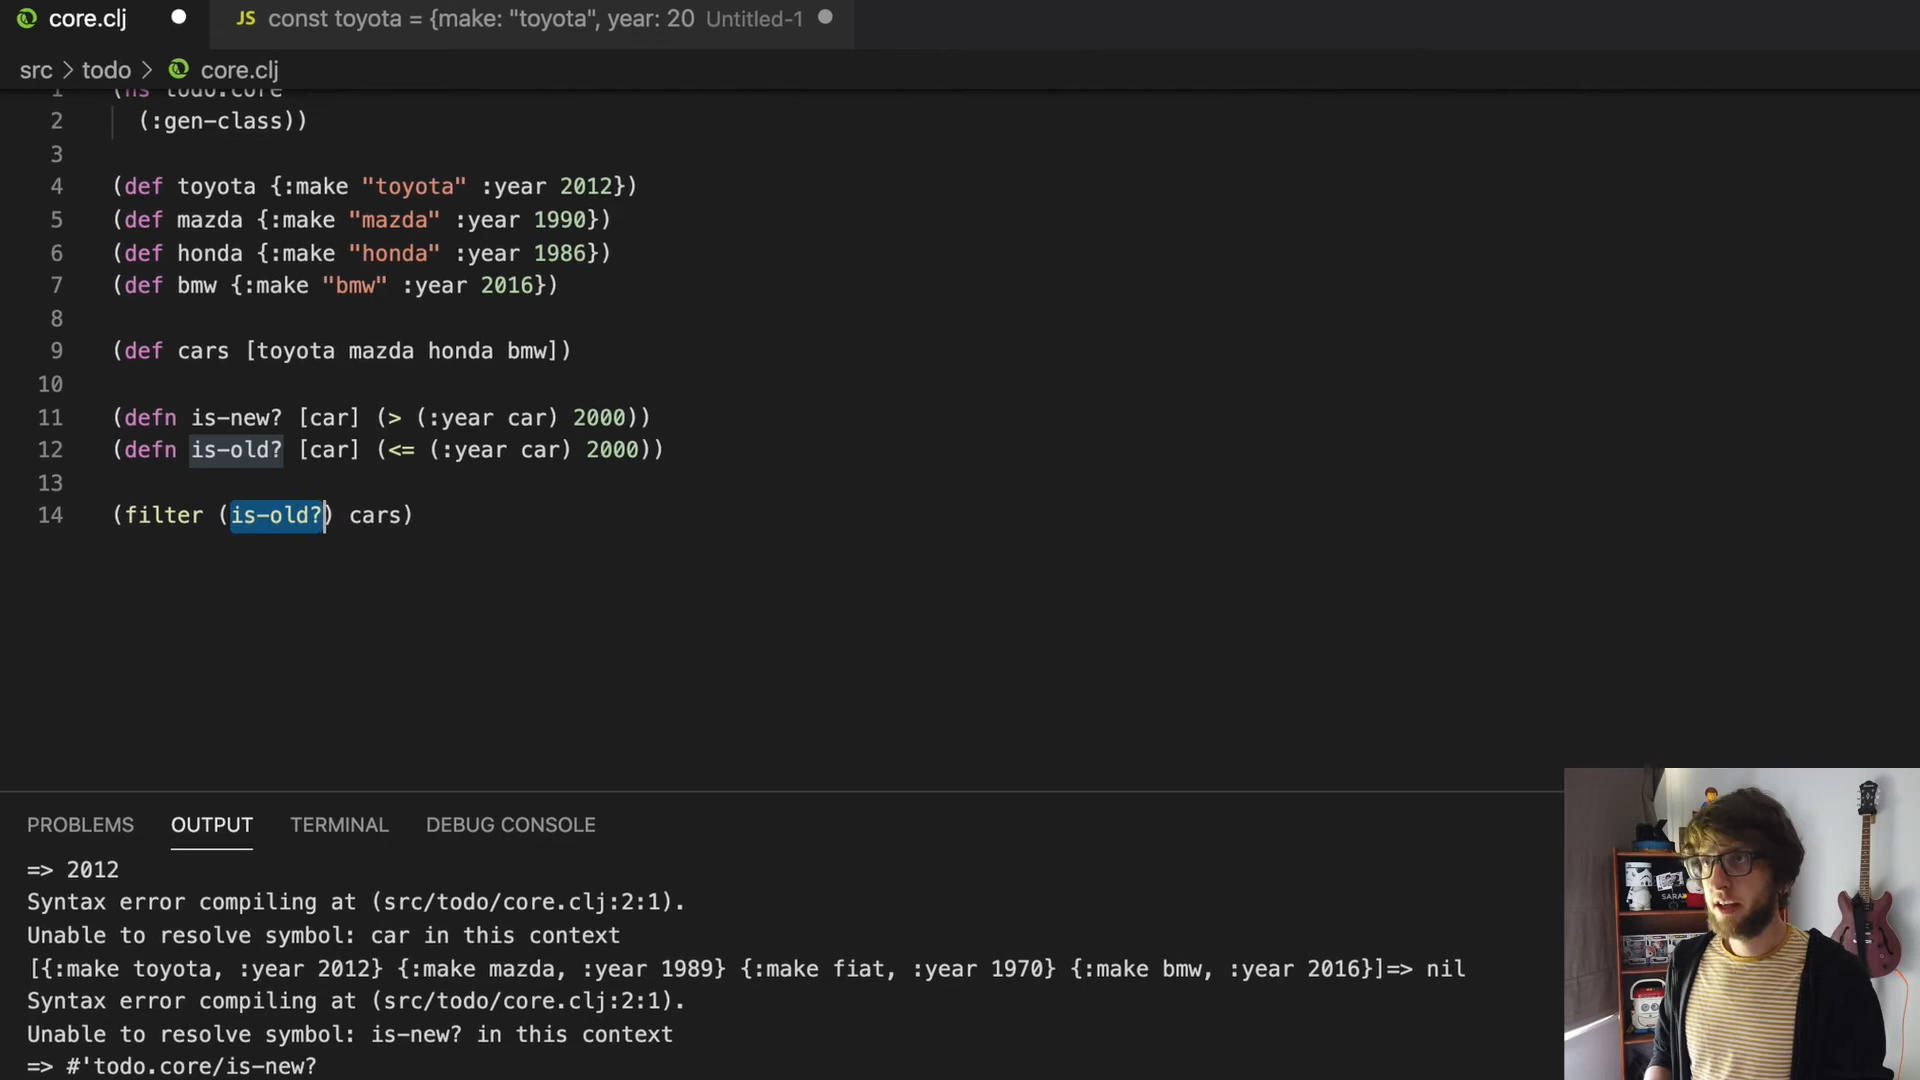 core.clj
JS const toyota = {make: "toyota", year: 20 Untitled-1
src > todo > core.clj
1 (ns todo.core
2 (:gen-class))
3
4 (def toyota {:make "toyota" :year 2012})
5 (def mazda {:make "mazda" :year 1990})
6 (def honda {:make "honda" :year 1986})
7 (def bmw {:make "bmw" :year 2016})
8
9 (def cars [toyota mazda honda bmw])
10
11 (defn is-new? [car] (> (:year car) 2000))
12 (defn is-old? [car] (<= (:year car) 2000))
13
14 (filter (is-old?) cars)
PROBLEMS OUTPUT TERMINAL DEBUG CONSOLE
=> 2012
Syntax error compiling at (src/todo/core.clj:2:1).
Unable to resolve symbol: car in this context
[{:make toyota, :year 2012} {:make mazda, :year 1989} {:make fiat, :year 1970} {:make bmw, :year 2016}]=> nil
Syntax error compiling at (src/todo/core.clj:2:1).
Unable to resolve symbol: is-new? in this context
=> #'todo.core/is-new?